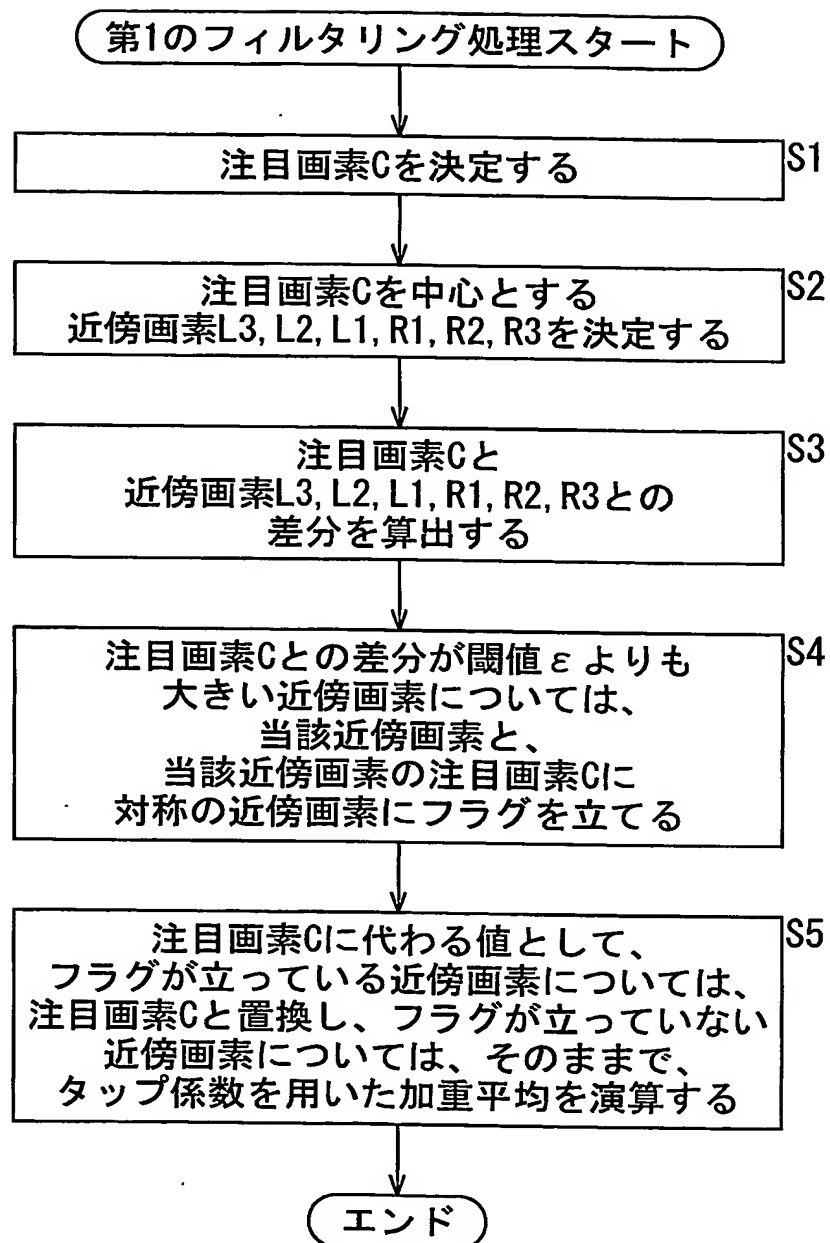 第1のフィルタリング処理スタート
注目画素Cを決定する
S1
注目画素Cを中心とする
近傍画素L3, L2, L1, R1, R2, R3を決定する
S2
注目画素Cと
近傍画素L3, L2, L1, R1, R2, R3との
差分を算出する
S3
注目画素Cとの差分が閾値εよりも
大きい近傍画素については、
当該近傍画素と、
当該近傍画素の注目画素Cに
対称の近傍画素にフラグを立てる
S4
注目画素Cに代わる値として、
フラグが立っている近傍画素については、
注目画素Cと置換し、フラグが立っていない
近傍画素については、そのままで、
タップ係数を用いた加重平均を演算する
S5
エンド